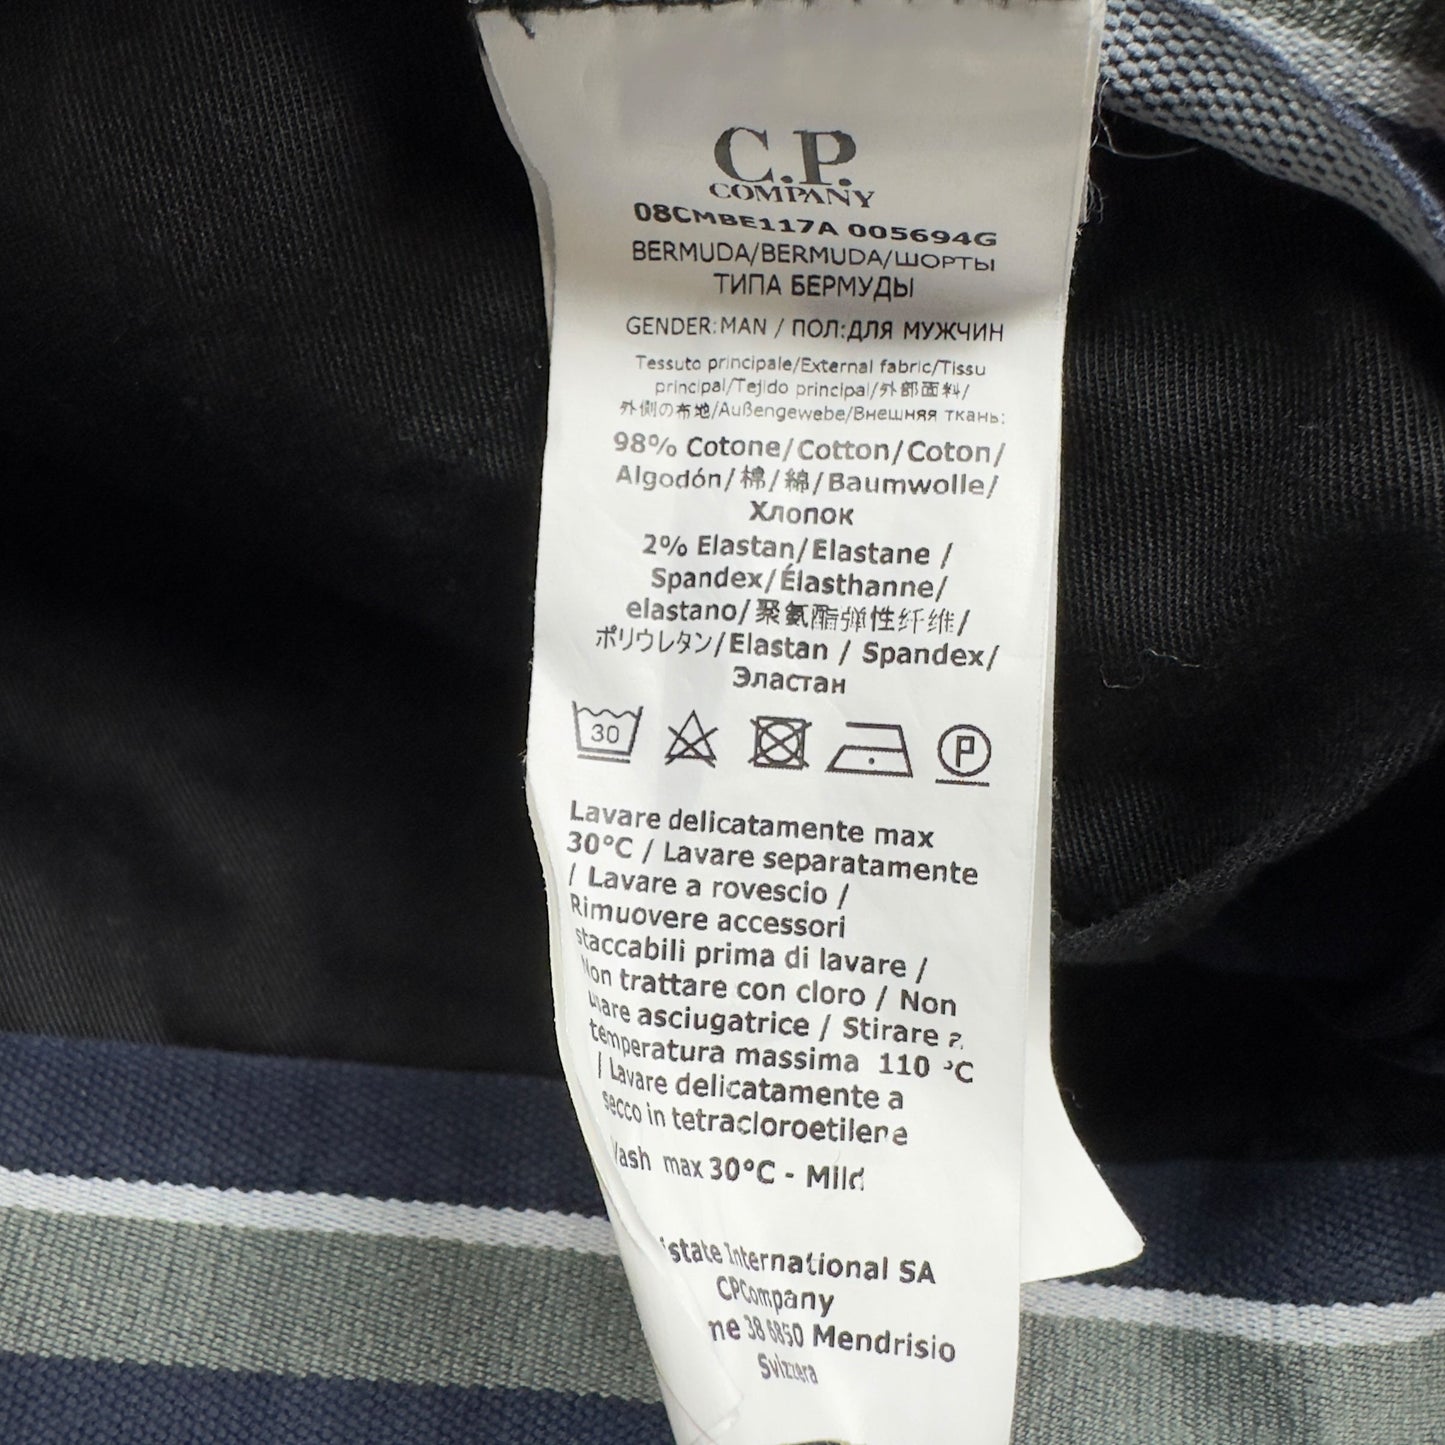 C.P.
COMPANY
08CMBE117A 005694G
BERMUDA/BERMUDA/ШОРТЫ
ТИПА БЕРМУДЫ
GENDER:MAN / ПОЛ:ДЛЯ МУЖЧИН
Tessuto principale/External fabric/Tissu
principal/Tejido principal/外部面料/
外側の布地/Außengewebe/Внешняя ткань:
98% Cotone/Cotton/Coton/
Algodón/棉/綿/Baumwolle/
Хлопок
2% Elastan/Elastane /
Spandex/Élasthanne/
elastano/聚氨酯弹性纤维/
ポリウレタン/Elastan / Spandex/
Эластан
30 P
Lavare delicatamente max
30°C / Lavare separatamente
/ Lavare a rovescio /
Rimuovere accessori
staccabili prima di lavare /
Non trattare con cloro / Non
usare asciugatrice / Stirare a
temperatura massima 110 °C
/ Lavare delicatamente a
secco in tetracloroetilene
Wash max 30°C - Mild
International SA
CPCompany
38 6850 Mendrisio
Svizzera